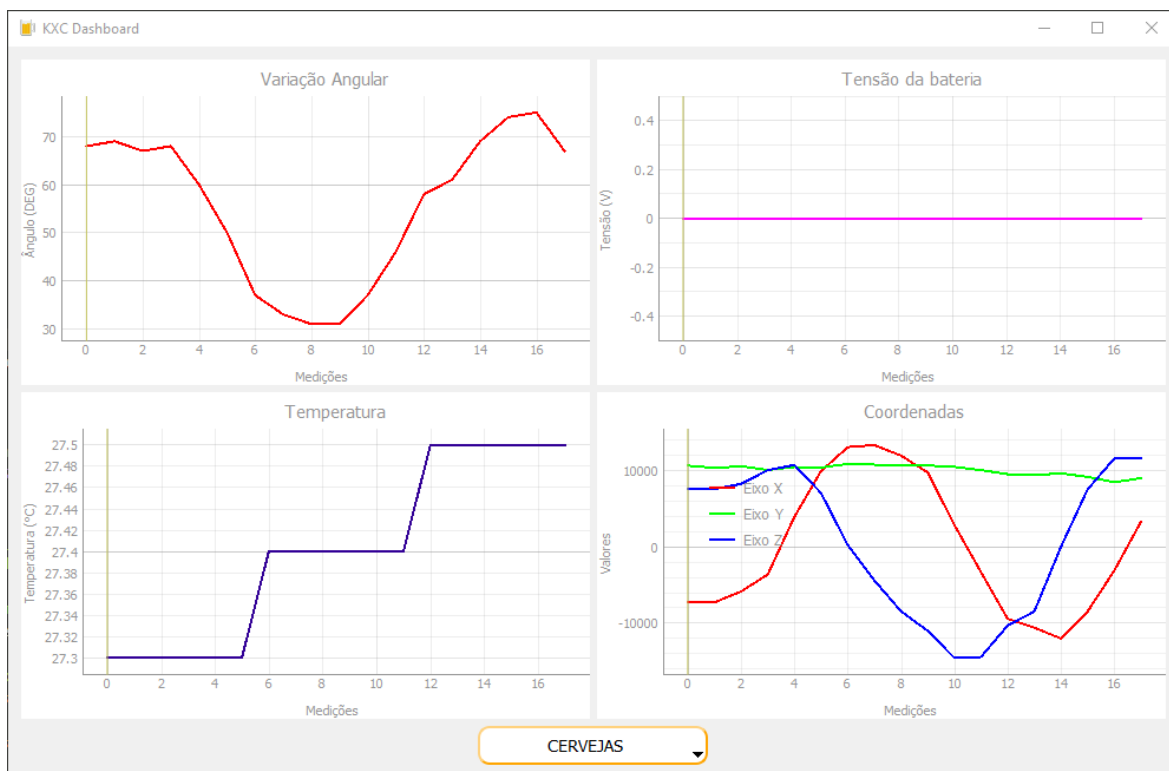 KXC Dashboard
Variação Angular
70
60
50
40
30
Ângulo (DEG)
0 2 4 6 8 10 12 14 16
Medições
Tensão da bateria
0.4
0.2
0
-0.2
-0.4
Tensão (V)
0 2 4 6 8 10 12 14 16
Medições
Temperatura
27.5
27.48
27.46
27.44
27.42
27.4
27.38
27.36
27.34
27.32
27.3
Temperatura (ºC)
0 2 4 6 8 10 12 14 16
Medições
Coordenadas
10000
0
-10000
Valores
Eixo X
Eixo Y
Eixo Z
0 2 4 6 8 10 12 14 16
Medições
CERVEJAS